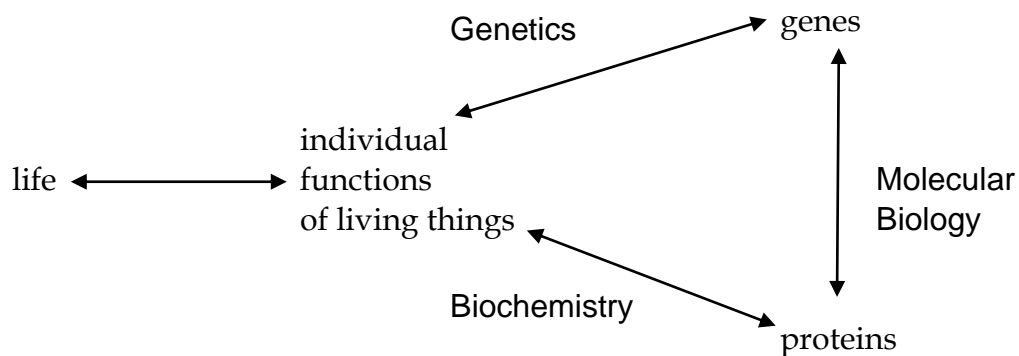 Genetics
genes
individual
functions
of living things
life
Molecular
Biology
Biochemistry
proteins